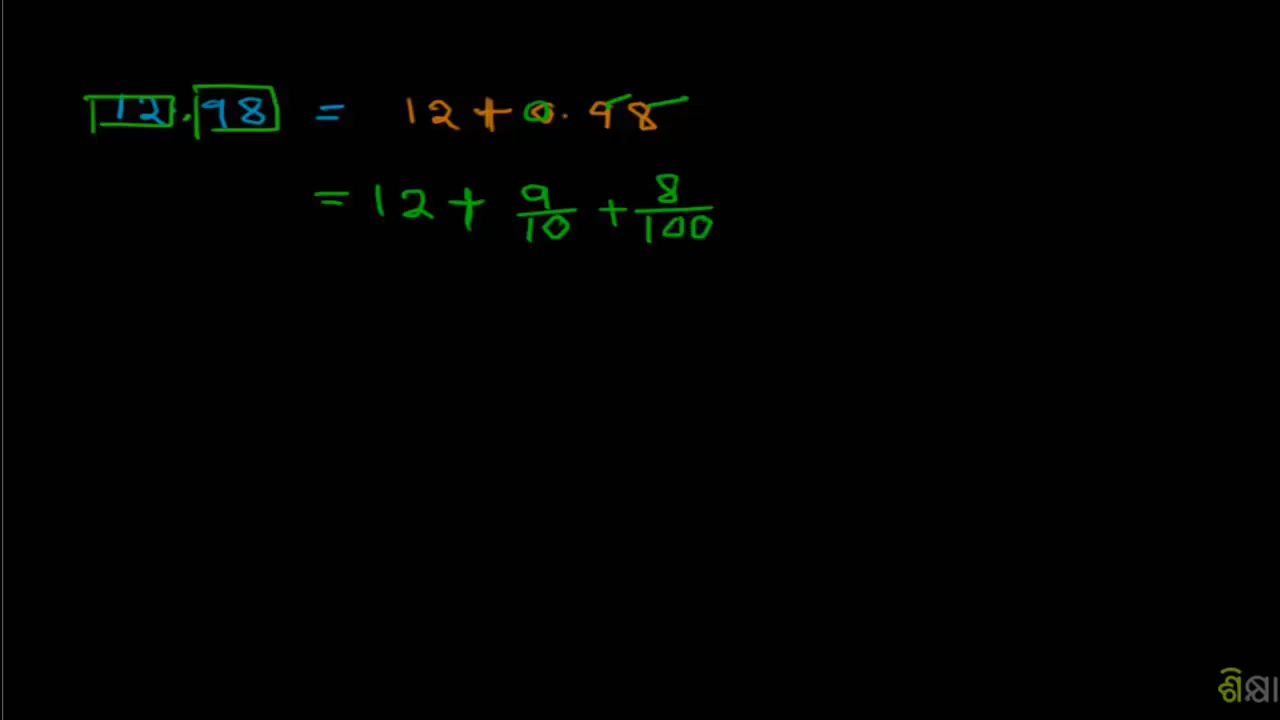 12.98 = 12 + 0.98
= 12 + 9/10 + 8/100
ଶିକ୍ଷା